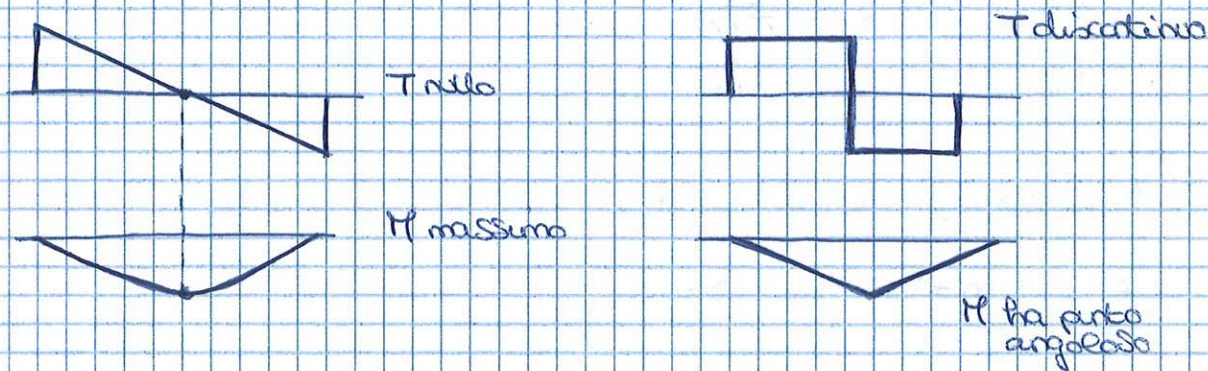 T nullo
T discontinuo
M massimo
M ha punto
angoloso